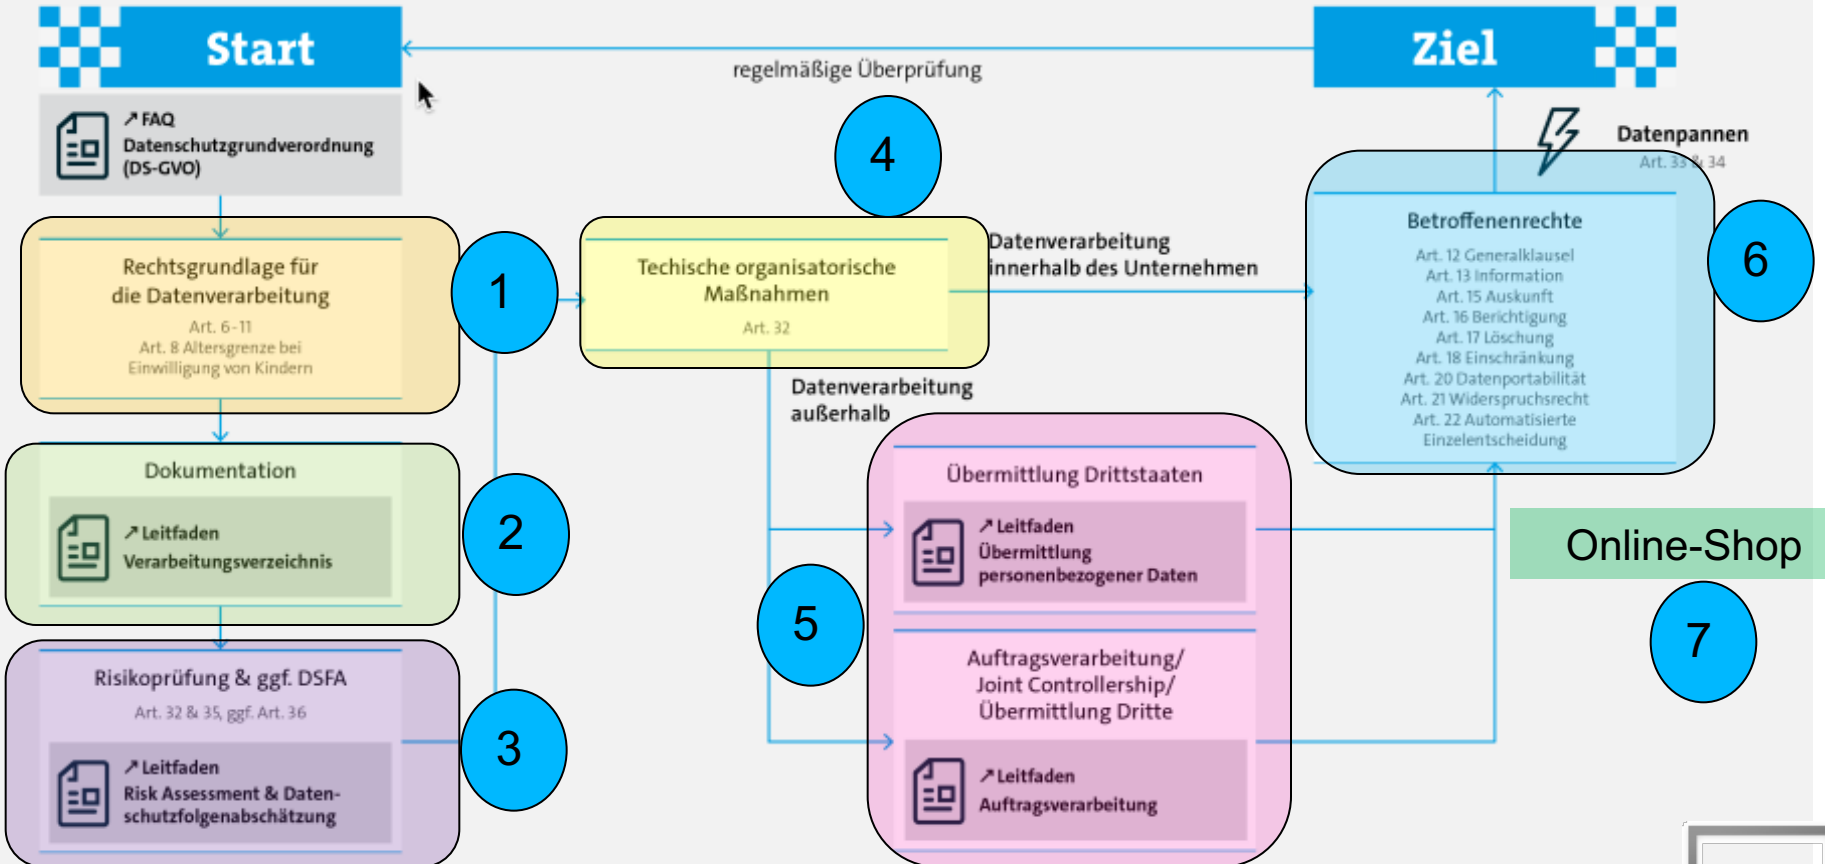 Start
Ziel
regelmäßige Überprüfung
↗ FAQ
Datenschutzgrundverordnung
(DS-GVO)
4
Datenpannen
Art. 33 & 34
Rechtsgrundlage für
die Datenverarbeitung
Art. 6-11
Art. 8 Altersgrenze bei
Einwilligung von Kindern
1
Techische organisatorische
Maßnahmen
Art. 32
Datenverarbeitung
innerhalb des Unternehmen
Betroffenenrechte
Art. 12 Generalklausel
Art. 13 Information
Art. 15 Auskunft
Art. 16 Berichtigung
Art. 17 Löschung
Art. 18 Einschränkung
Art. 20 Datenportabilität
Art. 21 Widerspruchsrecht
Art. 22 Automatisierte
Einzelentscheidung
6
Datenverarbeitung
außerhalb
Dokumentation
↗ Leitfaden
Verarbeitungsverzeichnis
2
Übermittlung Drittstaaten
↗ Leitfaden
Übermittlung
personenbezogener Daten
Online-Shop
7
5
Risikoprüfung & ggf. DSFA
Art. 32 & 35, ggf. Art. 36
↗ Leitfaden
Risk Assessment & Daten-
schutzfolgenabschätzung
3
Auftragsverarbeitung/
Joint Controllership/
Übermittlung Dritte
↗ Leitfaden
Auftragsverarbeitung